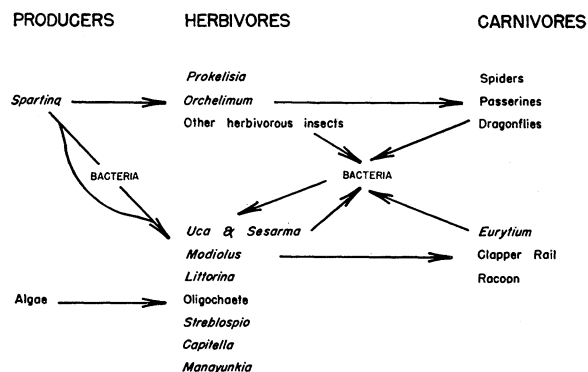 PRODUCERS HERBIVORES CARNIVORES
Prokelisia Spiders
Spartina Orchelimum Passerines
Other herbivorous insects Dragonflies
BACTERIA BACTERIA
Uca & Sesarma Eurytium
Modiolus Clapper Rail
Littorina Racoon
Algae Oligochaete
Streblospio
Capitella
Manayunkia